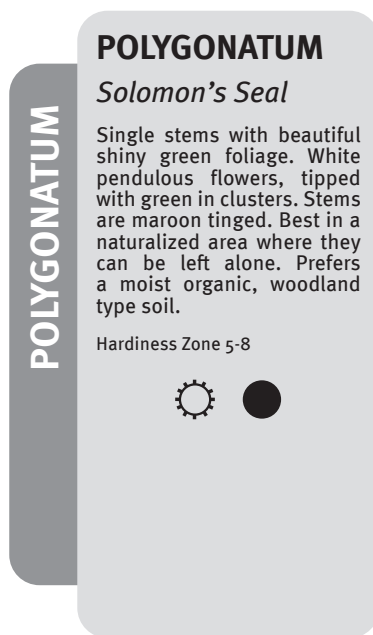 POLYGONATUM
POLYGONATUM
Solomon's Seal
Single stems with beautiful
shiny green foliage. White
pendulous flowers, tipped
with green in clusters. Stems
are maroon tinged. Best in a
naturalized area where they
can be left alone. Prefers
a moist organic, woodland
type soil.
Hardiness Zone 5-8